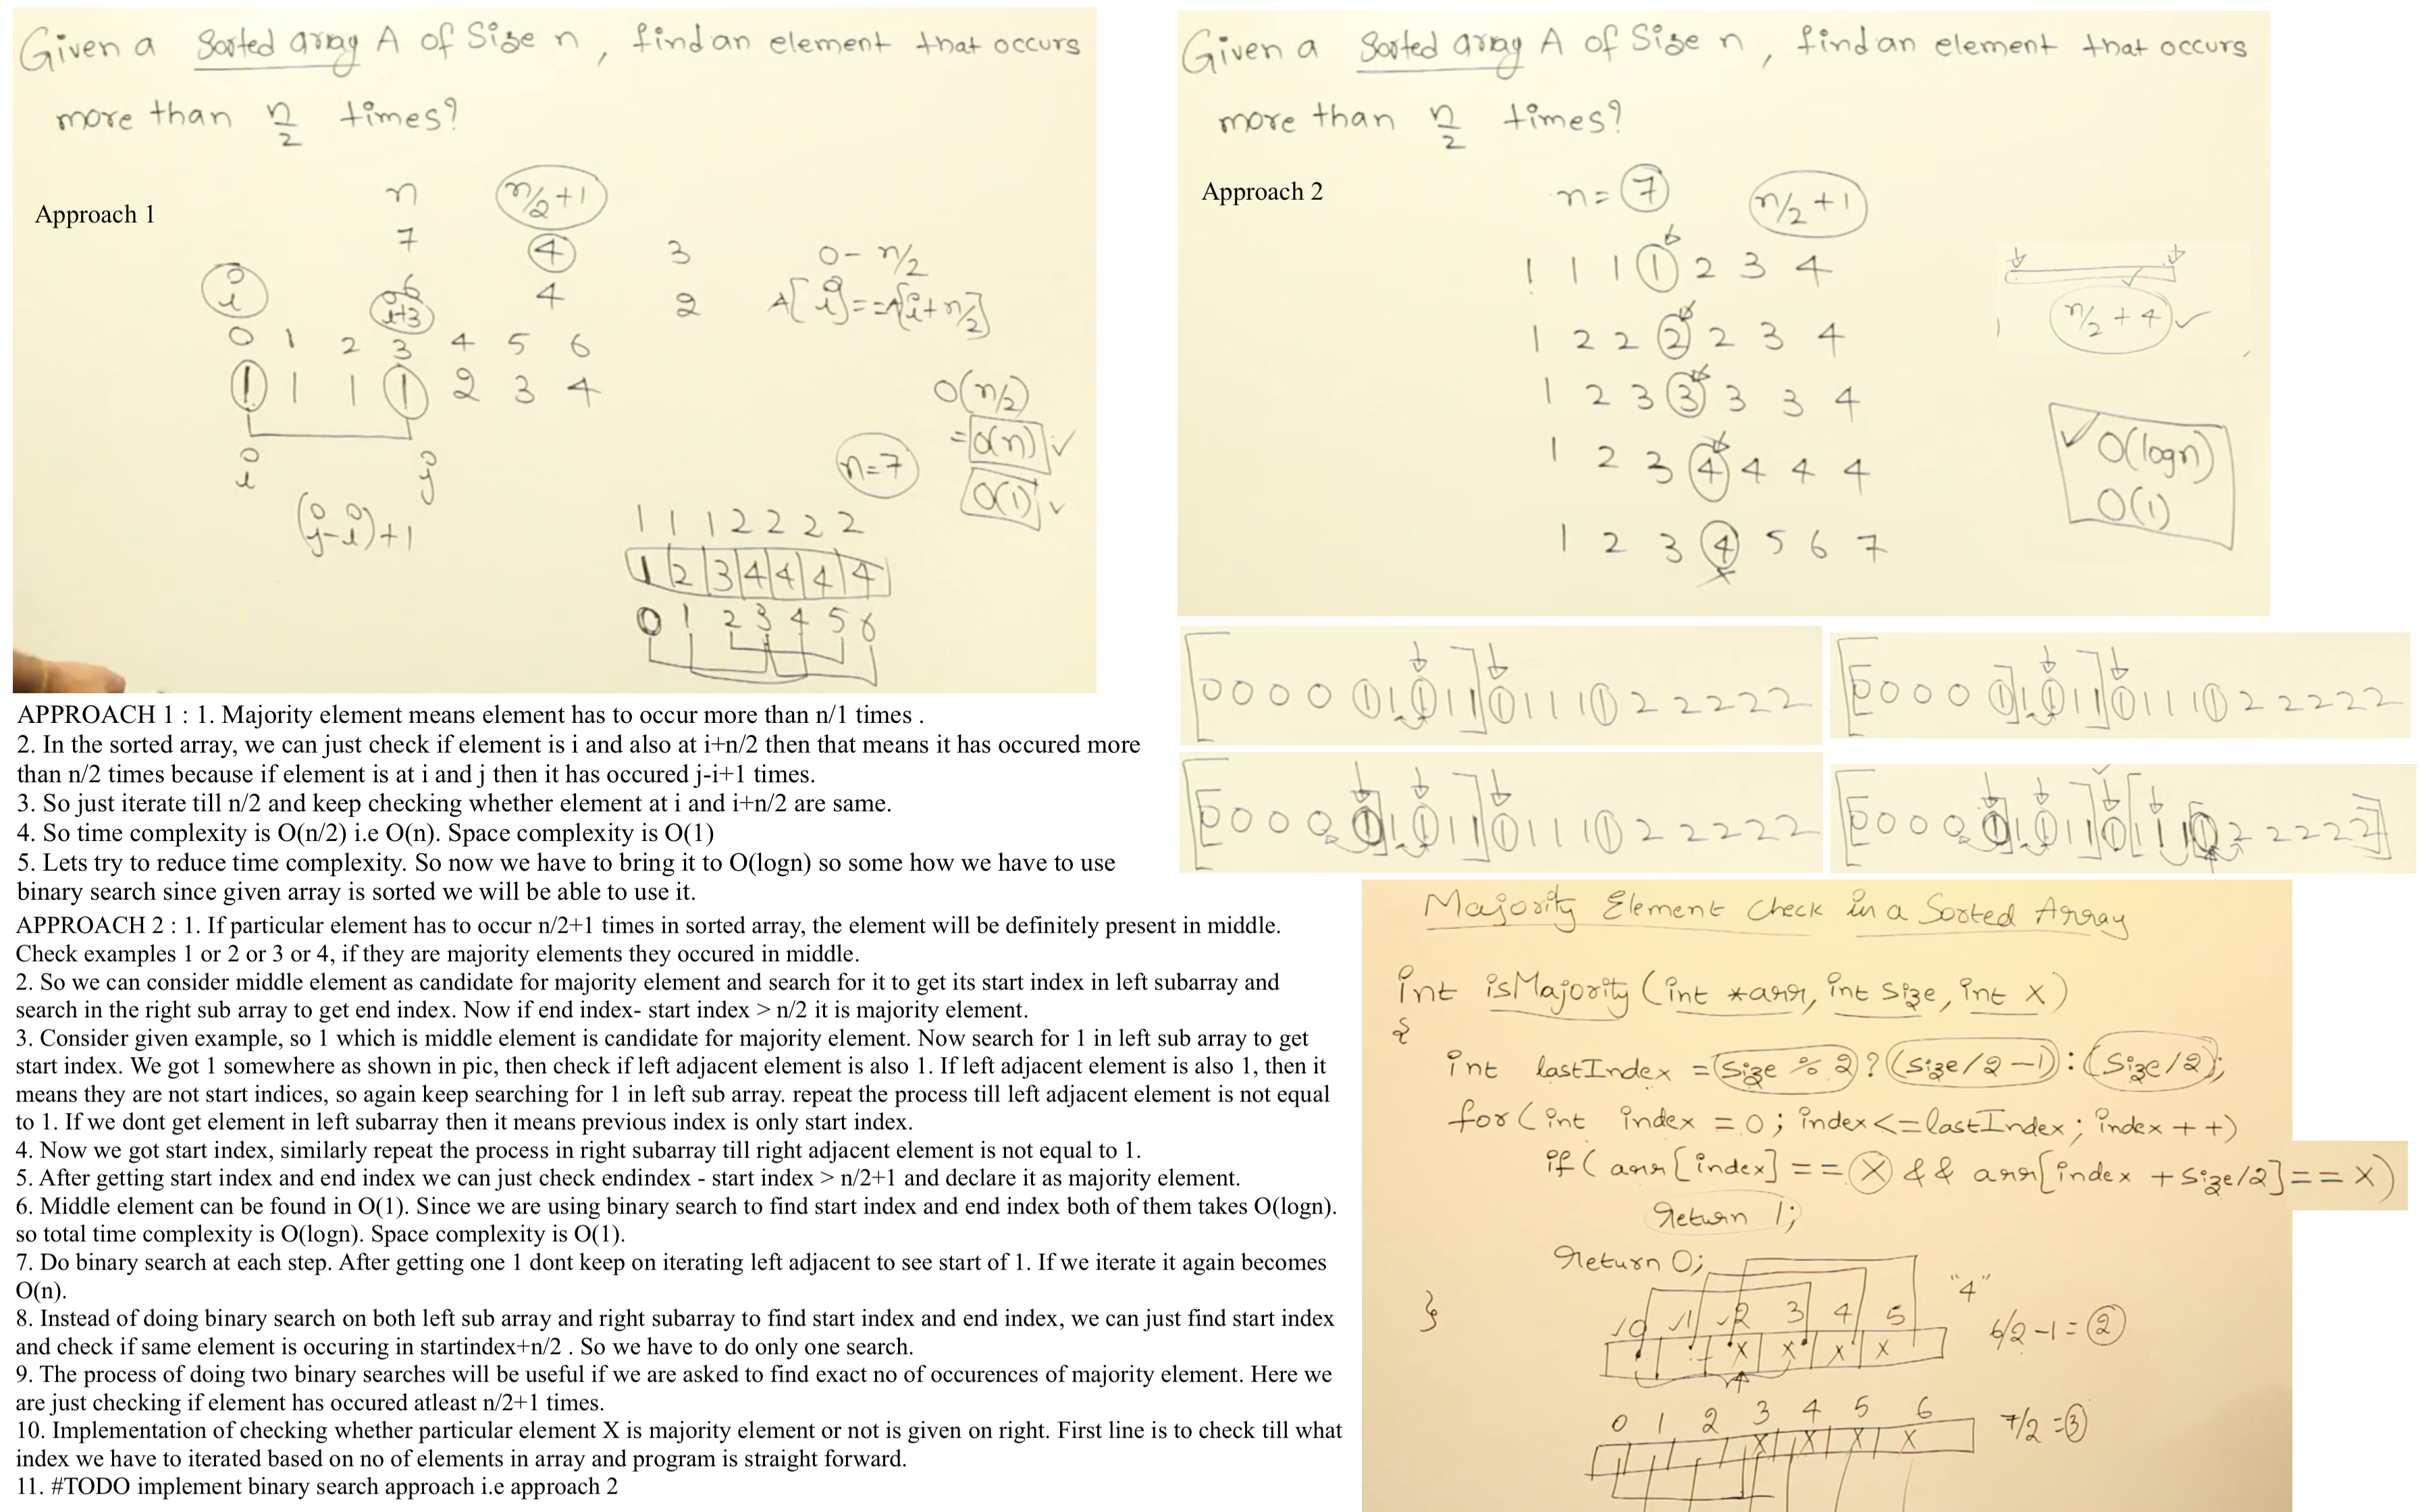 Given a Sorted array A of Size n, find an element that occurs
more than n/2 times?
Approach 1
n n/2+1
7 4 3 0 - n/2
6 4 2 A[i]==A[i+n/2]
i i+3
0 1 2 3 4 5 6
1 1 1 1 2 3 4
i j
(j-i)+1
O(n/2)
=O(n)
O(1)
n=7
1 1 1 2 2 2 2
1 2 3 4 4 4 4
0 1 2 3 4 5 6
Given a Sorted array A of Size n, find an element that occurs
more than n/2 times?
Approach 2
n=7 n/2+1
1 1 1 1 2 3 4
1 2 2 2 2 3 4
1 2 3 3 3 3 4
1 2 3 4 4 4 4
1 2 3 4 5 6 7
n/2+4
O(logn)
O(1)
0 0 0 0 1 1 1 1 1 1 1 1 1 1 2 2 2 2 2
0 0 0 0 1 1 1 1 1 1 1 1 1 1 2 2 2 2 2
0 0 0 0 1 1 1 1 1 1 1 1 1 1 2 2 2 2 2
0 0 0 0 1 1 1 1 1 1 1 1 1 2 2 2 2 2
APPROACH 1 : 1. Majority element means element has to occur more than n/1 times .
2. In the sorted array, we can just check if element is i and also at i+n/2 then that means it has occured more
than n/2 times because if element is at i and j then it has occured j-i+1 times.
3. So just iterate till n/2 and keep checking whether element at i and i+n/2 are same.
4. So time complexity is O(n/2) i.e O(n). Space complexity is O(1)
5. Lets try to reduce time complexity. So now we have to bring it to O(logn) so some how we have to use
binary search since given array is sorted we will be able to use it.
APPROACH 2 : 1. If particular element has to occur n/2+1 times in sorted array, the element will be definitely present in middle.
Check examples 1 or 2 or 3 or 4, if they are majority elements they occured in middle.
2. So we can consider middle element as candidate for majority element and search for it to get its start index in left subarray and
search in the right sub array to get end index. Now if end index- start index > n/2 it is majority element.
3. Consider given example, so 1 which is middle element is candidate for majority element. Now search for 1 in left sub array to get
start index. We got 1 somewhere as shown in pic, then check if left adjacent element is also 1. If left adjacent element is also 1, then it
means they are not start indices, so again keep searching for 1 in left sub array. repeat the process till left adjacent element is not equal
to 1. If we dont get element in left subarray then it means previous index is only start index.
4. Now we got start index, similarly repeat the process in right subarray till right adjacent element is not equal to 1.
5. After getting start index and end index we can just check endindex - start index > n/2+1 and declare it as majority element.
6. Middle element can be found in O(1). Since we are using binary search to find start index and end index both of them takes O(logn).
so total time complexity is O(logn). Space complexity is O(1).
7. Do binary search at each step. After getting one 1 dont keep on iterating left adjacent to see start of 1. If we iterate it again becomes
O(n).
8. Instead of doing binary search on both left sub array and right subarray to find start index and end index, we can just find start index
and check if same element is occuring in startindex+n/2 . So we have to do only one search.
9. The process of doing two binary searches will be useful if we are asked to find exact no of occurences of majority element. Here we
are just checking if element has occured atleast n/2+1 times.
10. Implementation of checking whether particular element X is majority element or not is given on right. First line is to check till what
index we have to iterated based on no of elements in array and program is straight forward.
11. #TODO implement binary search approach i.e approach 2
Majority Element Check in a Sorted Array
int isMajority (int *arr, int size, int X)
{
int lastIndex = size % 2 ? (size/2-1) : (size/2);
for (int index = 0; index<=lastIndex; index++)
if ( arr[index] == X && arr[index + size/2] == X)
return 1;
return 0;
}
"4"
0 1 2 3 4 5
X X X X
6/2-1=2
0 1 2 3 4 5 6
X X X X
7/2=3